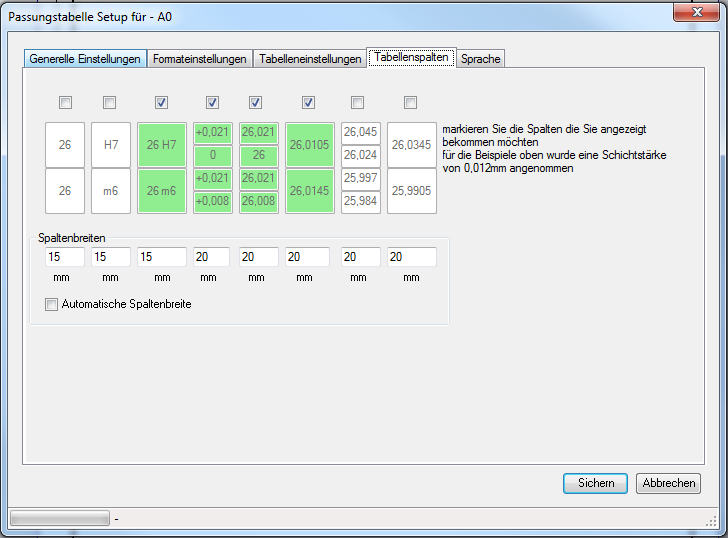 Passungstabelle Setup für - A0
Generelle Einstellungen Formateinstellungen Tabelleneinstellungen Tabellenspalten Sprache
26 H7 26 H7 +0,021 26,021 26,0105 26,045 26,0345
0 26 26,024
26 m6 26 m6 +0,021 26,021 26,0145 25,997 25,9905
+0,008 26,008 25,984
markieren Sie die Spalten die Sie angezeigt
bekommen möchten
für die Beispiele oben wurde eine Schichtstärke
von 0,012mm angenommen
Spaltenbreiten
15 15 15 20 20 20 20 20
mm mm mm mm mm mm mm mm
Automatische Spaltenbreite
Sichern Abbrechen
-